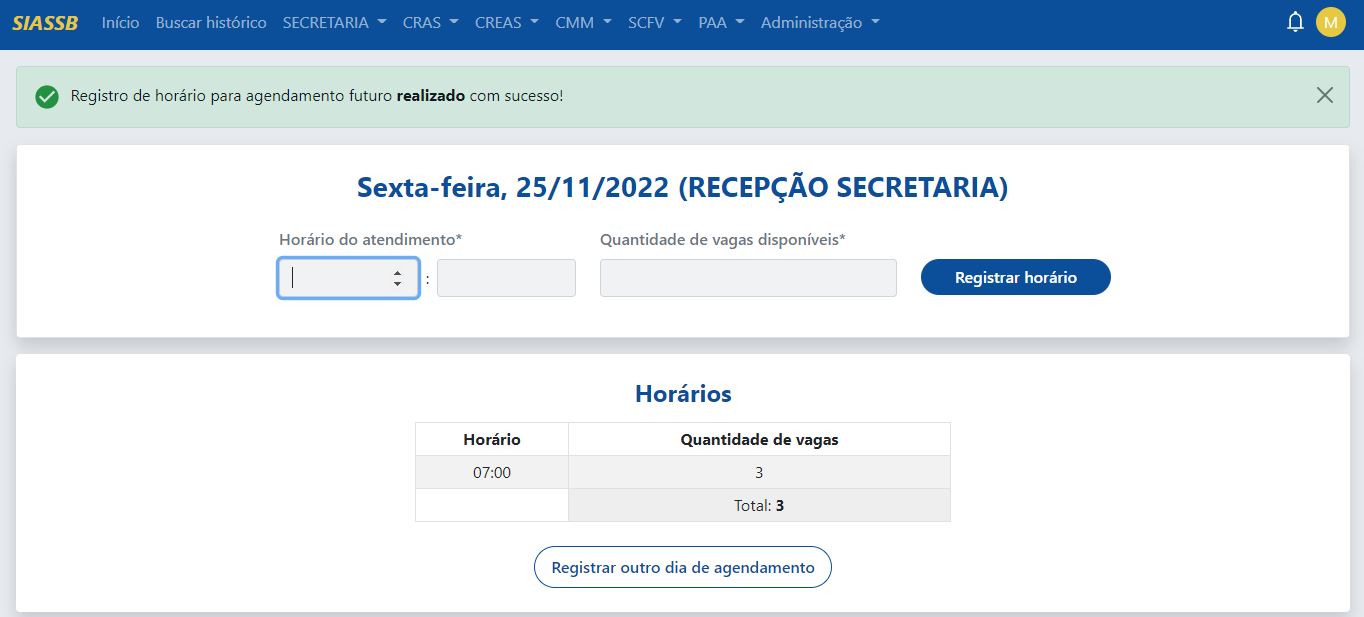 SIASSB Início Buscar histórico SECRETARIA CRAS CREAS CMM SCFV PAA Administração M
Registro de horário para agendamento futuro realizado com sucesso!
Sexta-feira, 25/11/2022 (RECEPÇÃO SECRETARIA)
Horário do atendimento* Quantidade de vagas disponíveis*
: Registrar horário
Horários
Horário Quantidade de vagas
07:00 3
Total: 3
Registrar outro dia de agendamento